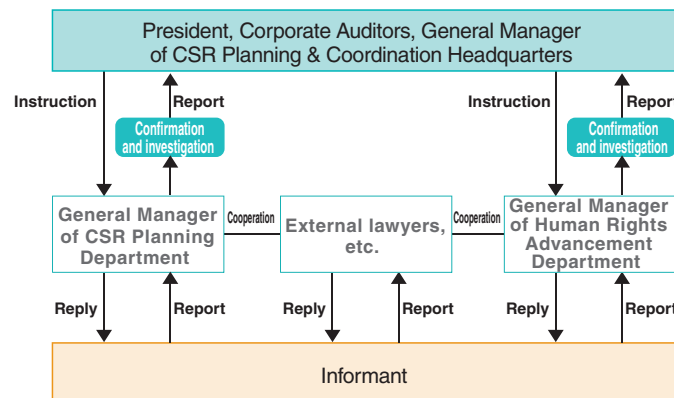 President, Corporate Auditors, General Manager
of CSR Planning & Coordination Headquarters
Instruction
Report
Instruction
Report
Confirmation
and investigation
Confirmation
and investigation
General Manager
of CSR Planning
Department
Cooperation
External lawyers,
etc.
Cooperation
General Manager
of Human Rights
Advancement
Department
Reply
Report
Reply
Report
Reply
Report
Informant